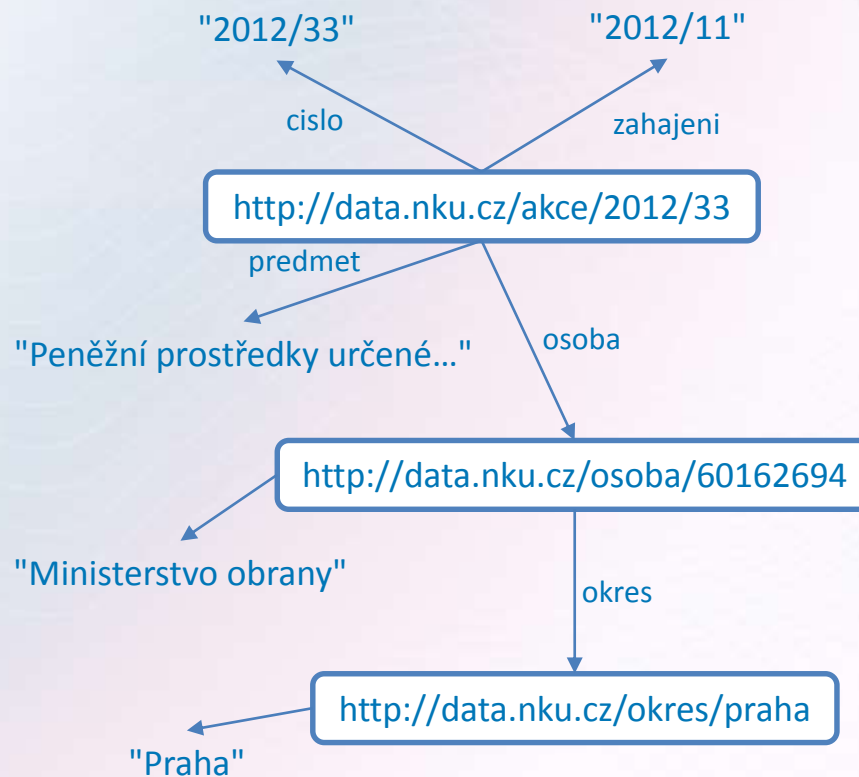 "2012/33"
"2012/11"
cislo
zahajeni
http://data.nku.cz/akce/2012/33
predmet
"Peněžní prostředky určené..."
osoba
http://data.nku.cz/osoba/60162694
"Ministerstvo obrany"
okres
http://data.nku.cz/okres/praha
"Praha"